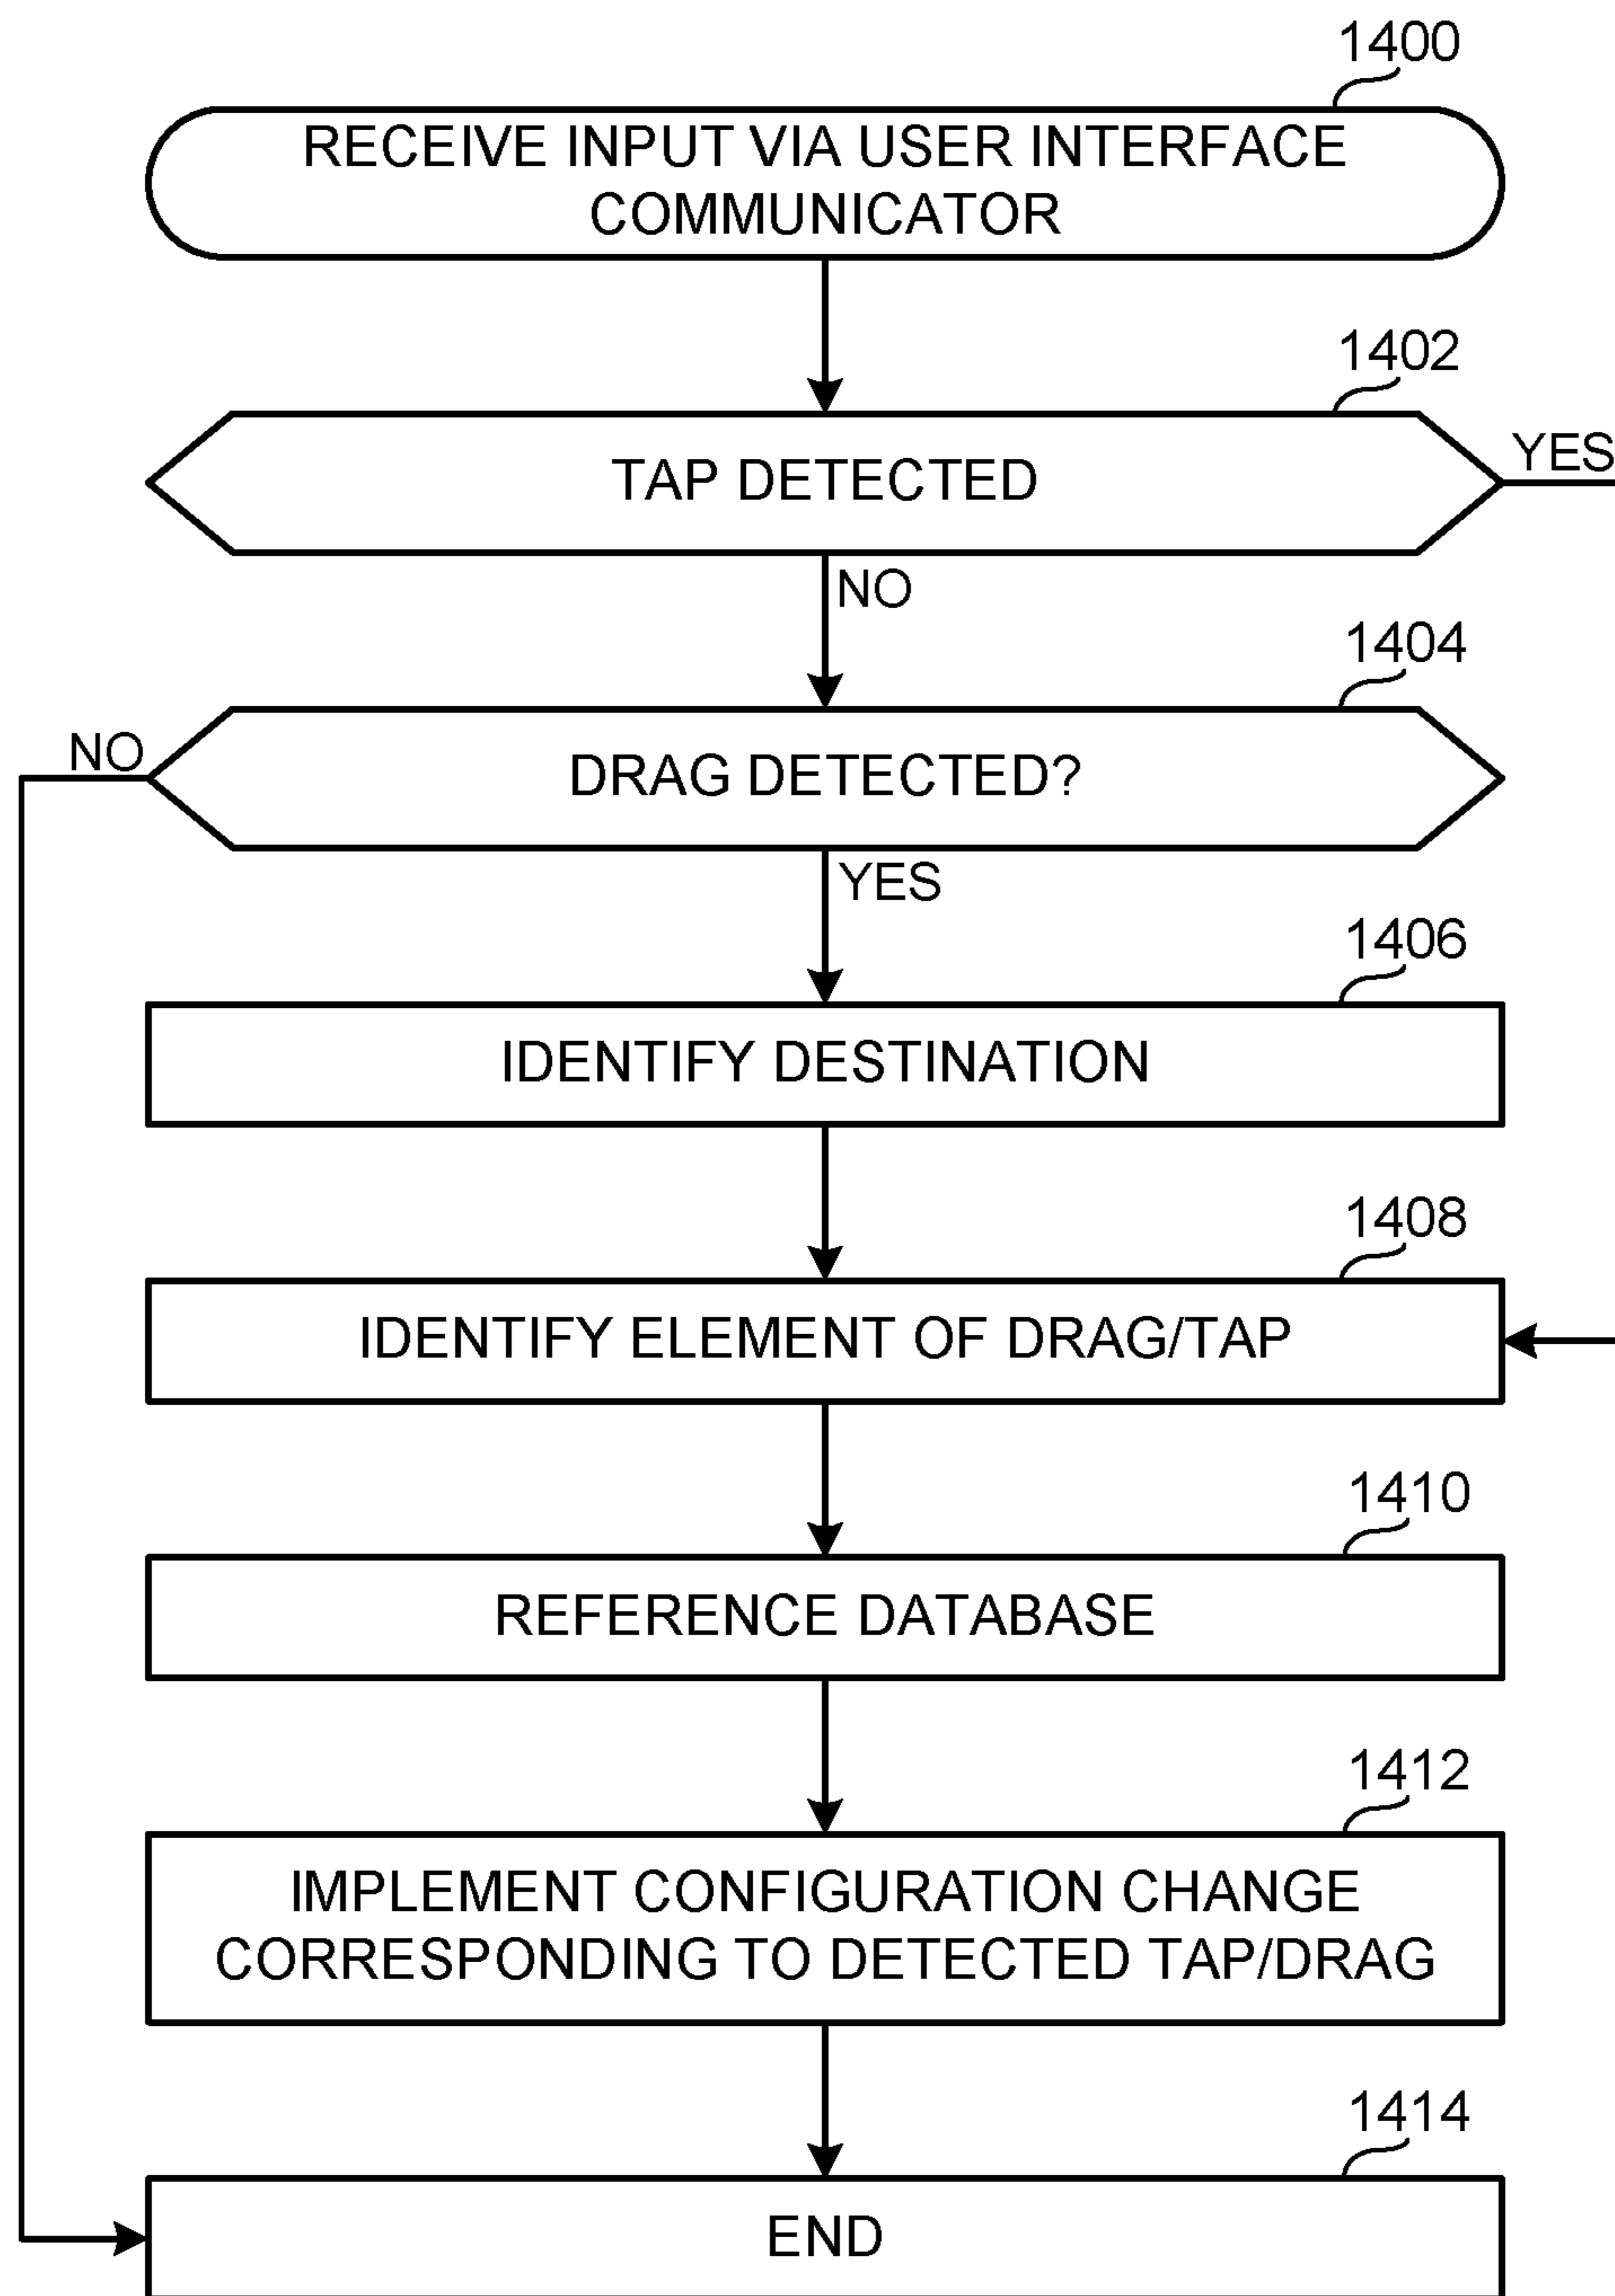 1400
RECEIVE INPUT VIA USER INTERFACE
COMMUNICATOR
1402
TAP DETECTED
YES
NO
1404
NO
DRAG DETECTED?
YES
1406
IDENTIFY DESTINATION
1408
IDENTIFY ELEMENT OF DRAG/TAP
1410
REFERENCE DATABASE
1412
IMPLEMENT CONFIGURATION CHANGE
CORRESPONDING TO DETECTED TAP/DRAG
1414
END